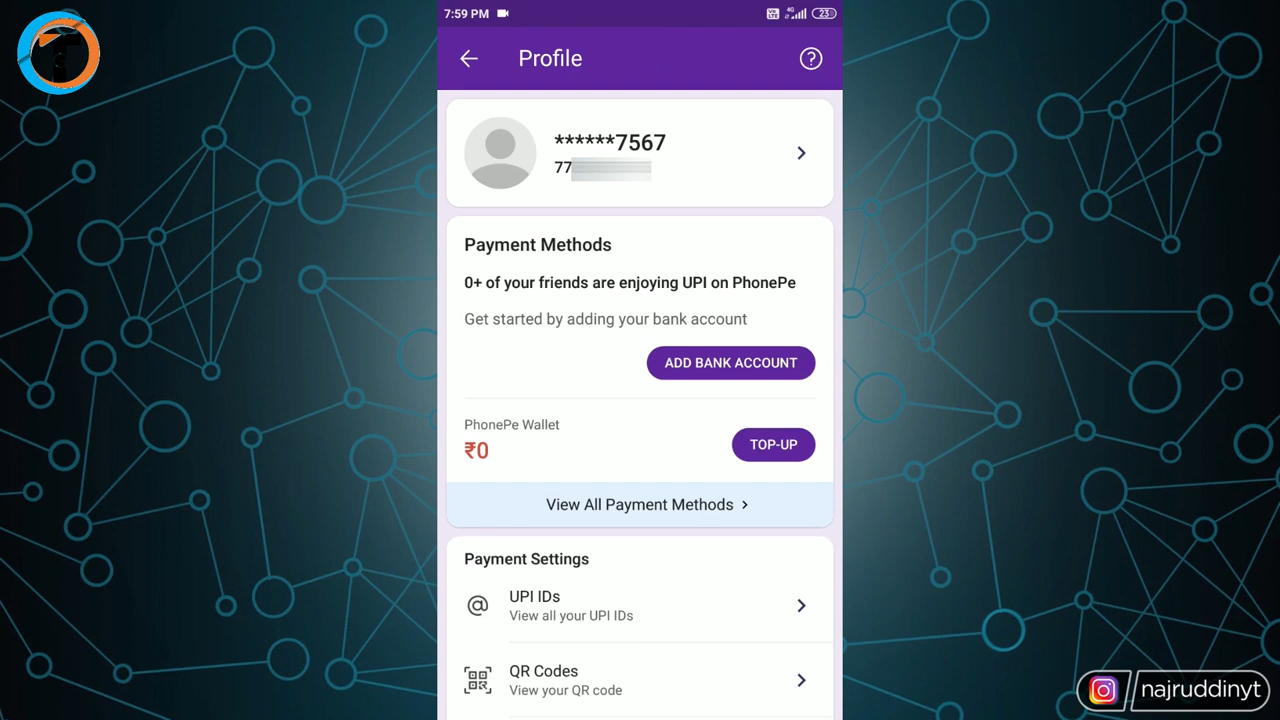 7:59 PM
4G
23
Profile
******7567
77
Payment Methods
0+ of your friends are enjoying UPI on PhonePe
Get started by adding your bank account
ADD BANK ACCOUNT
PhonePe Wallet
₹0
TOP-UP
View All Payment Methods
Payment Settings
@
UPI IDs
View all your UPI IDs
QR Codes
View your QR code
najruddinyt